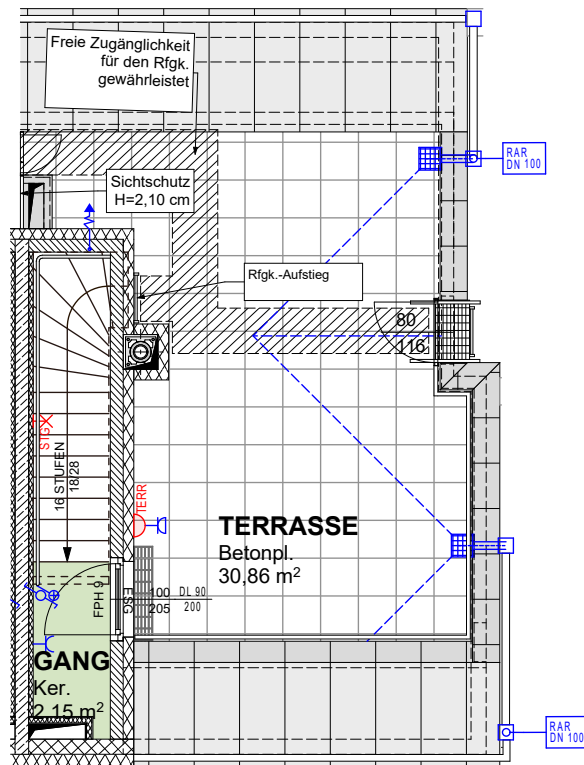 Freie Zugänglichkeit
für den Rfgk.
gewährleistet
RAR
DN 100
Sichtschutz
H=2,10 cm
Rfgk.-Aufstieg
80
116
STG
16 STUFEN
18/28
TERR
TERRASSE
Betonpl.
30,86 m²
FPH 9
ESG
100
205
DL 90
200
GANG
Ker.
2,15 m²
RAR
DN 100